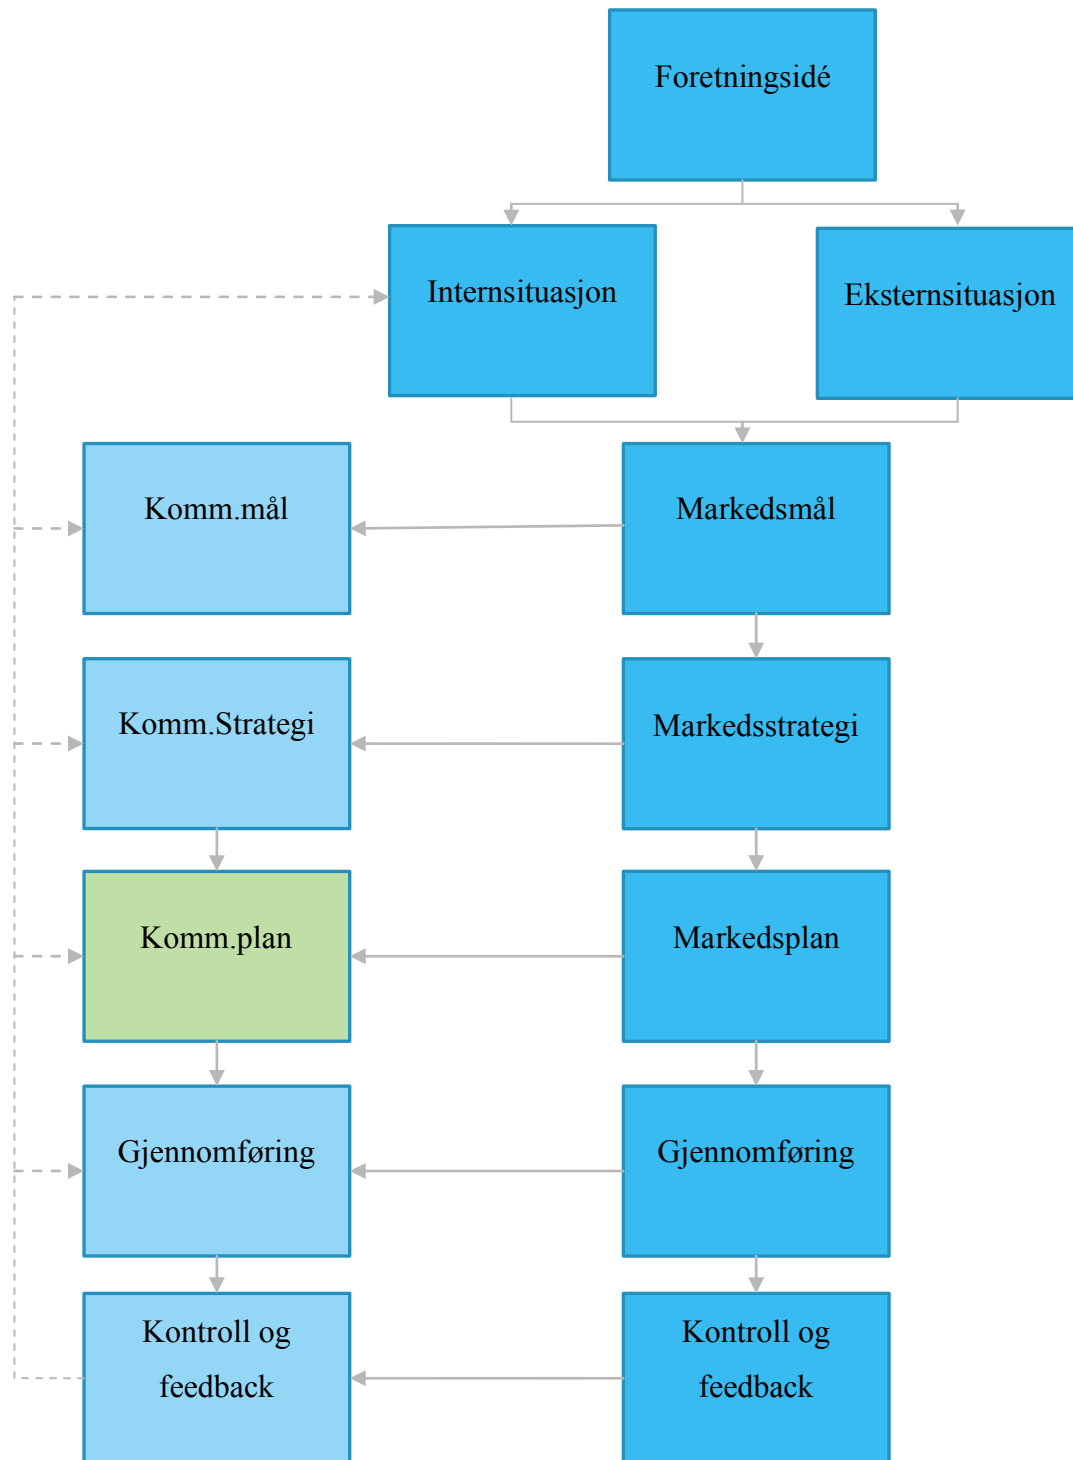 Foretningsidé
Internsituasjon
Eksternsituasjon
Komm.mål
Markedsmål
Komm.Strategi
Markedsstrategi
Komm.plan
Markedsplan
Gjennomføring
Gjennomføring
Kontroll og
feedback
Kontroll og
feedback